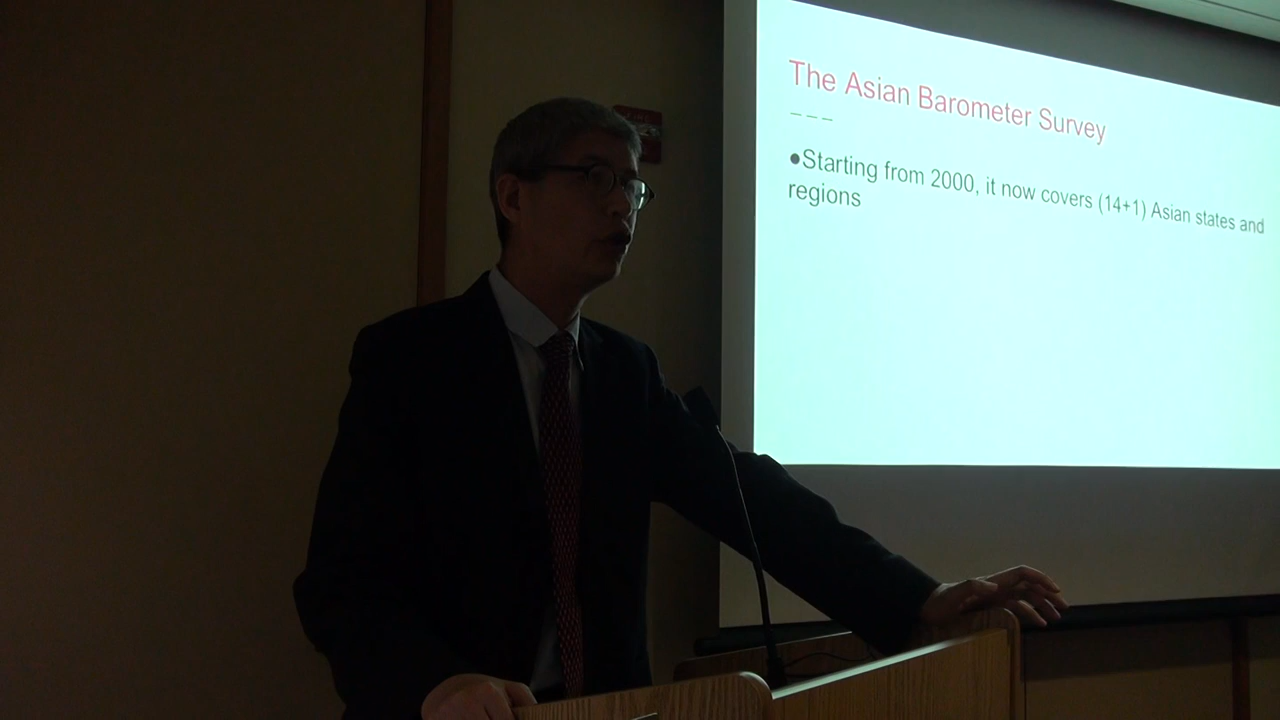 The Asian Barometer Survey
●Starting from 2000, it now covers (14+1) Asian states and
regions